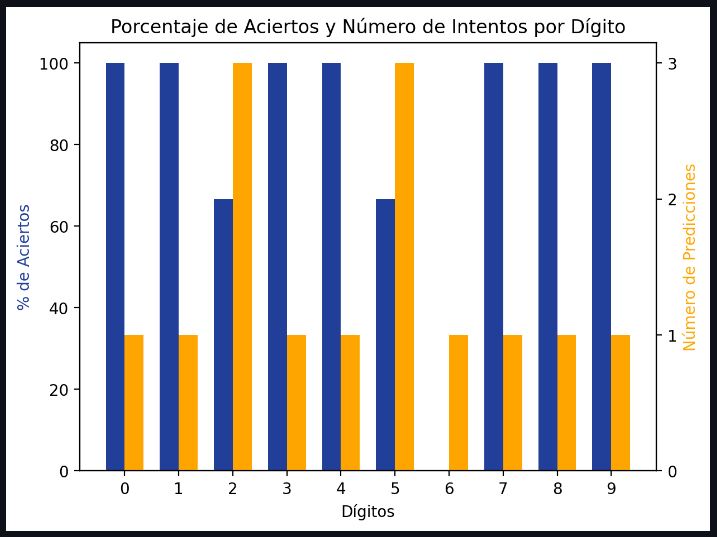 Porcentaje de Aciertos y Número de Intentos por Dígito
100
80
60
40
20
0
% de Aciertos
3
2
1
0
Número de Predicciones
0 1 2 3 4 5 6 7 8 9
Dígitos